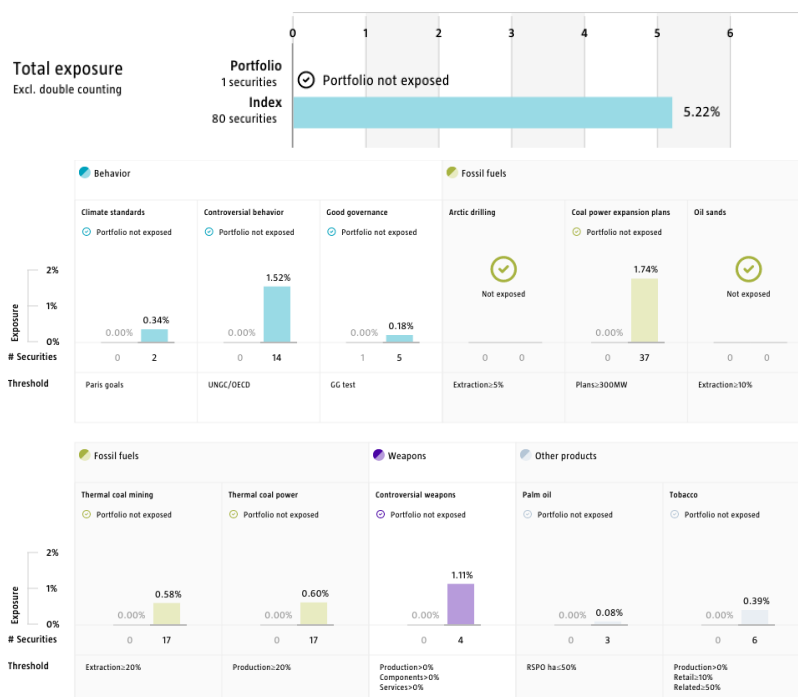 0 1 2 3 4 5 6
Total exposure
Excl. double counting
Portfolio
1 securities
Portfolio not exposed
Index
80 securities
5.22%
Behavior
Fossil fuels
Climate standards
Controversial behavior
Good governance
Arctic drilling
Coal power expansion plans
Oil sands
Portfolio not exposed
Portfolio not exposed
Portfolio not exposed
Portfolio not exposed
Not exposed
Not exposed
Exposure
2%
1%
0%
0.00% 0.34%
0.00% 1.52%
0.00% 0.18%
0.00% 1.74%
# Securities 0 2 0 14 1 5 0 0 0 37 0 0
Threshold Paris goals UNGC/OECD GG test Extraction≥5% Plans≥300MW Extraction≥10%
Fossil fuels
Weapons
Other products
Thermal coal mining
Thermal coal power
Controversial weapons
Palm oil
Tobacco
Portfolio not exposed
Portfolio not exposed
Portfolio not exposed
Portfolio not exposed
Portfolio not exposed
Exposure
2%
1%
0%
0.00% 0.58%
0.00% 0.60%
0.00% 1.11%
0.00% 0.08%
0.00% 0.39%
# Securities 0 17 0 17 0 4 0 3 0 6
Threshold
Extraction≥20%
Production≥20%
Production>0%
Components>0%
Services>0%
RSPO ha≤50%
Production>0%
Retail≥10%
Related≥50%